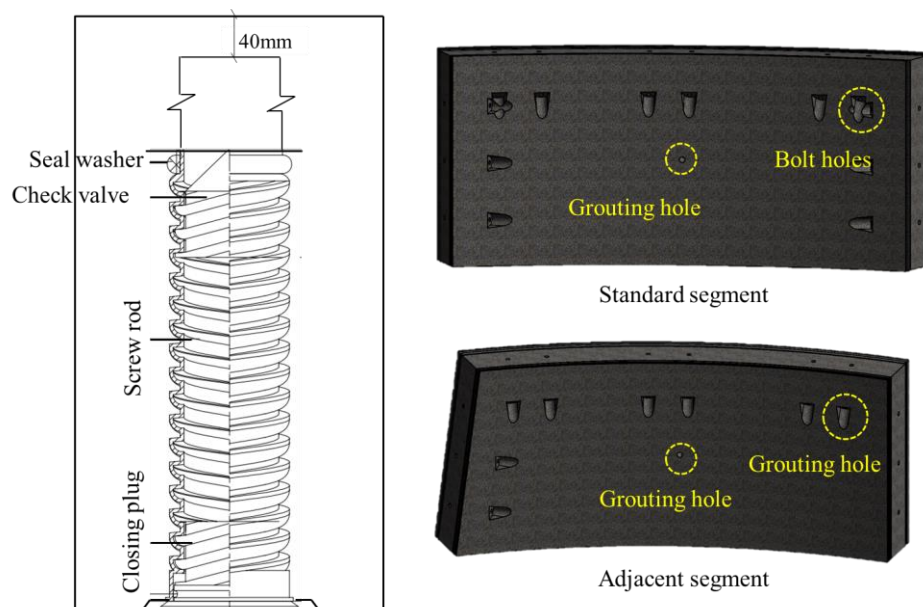 40mm
Seal washer
Check valve
Screw rod
Closing plug
Bolt holes
Grouting hole
Standard segment
Grouting hole
Grouting hole
Adjacent segment